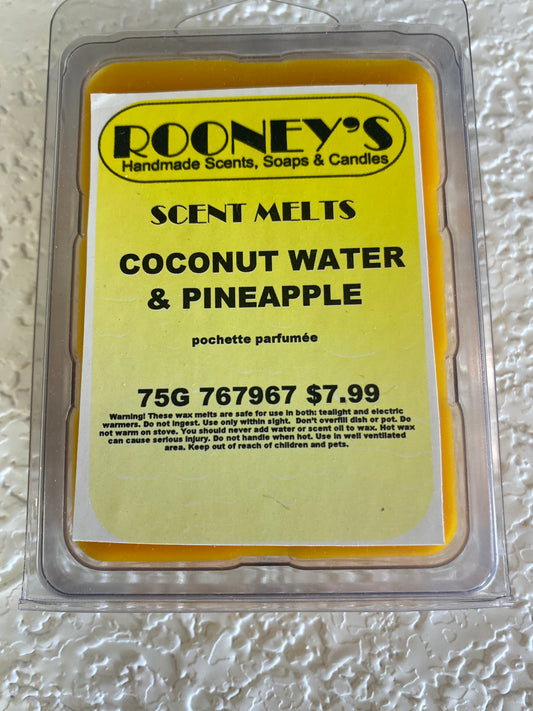 ROONEY'S
Handmade Scents, Soaps & Candles
SCENT MELTS
COCONUT WATER
& PINEAPPLE
pochette parfumée
75G 767967 $7.99
Warning! These wax melts are safe for use in both: tealight and electric
warmers. Do not ingest. Use only within sight. Don't overfill dish or pot. Do
not warm on stove. You should never add water or scent oil to wax. Hot wax
can cause serious injury. Do not handle when hot. Use in well ventilated
area. Keep out of reach of children and pets.